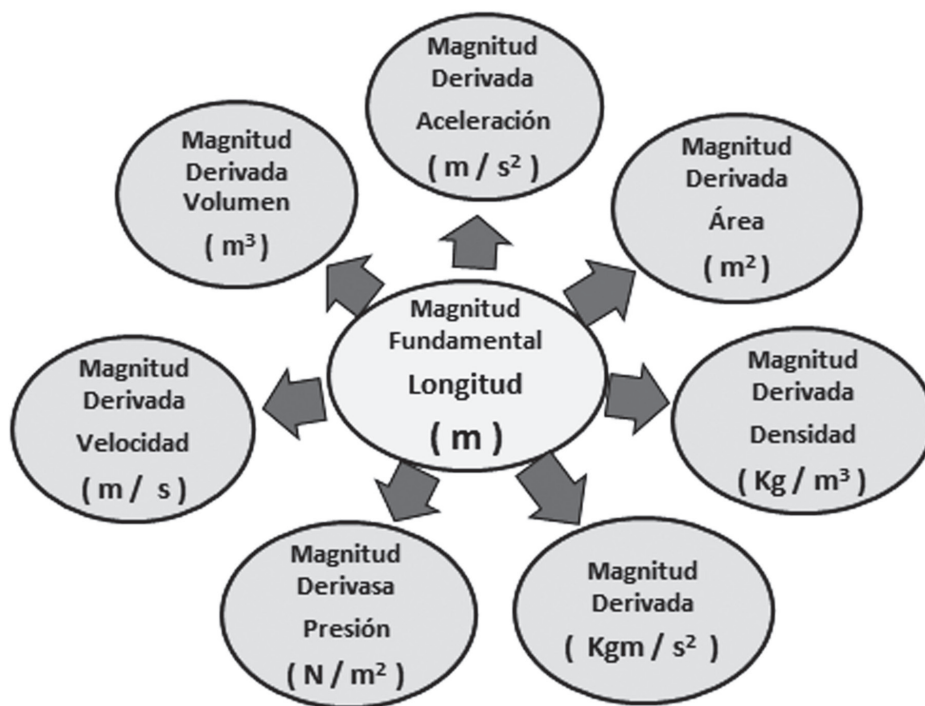 Magnitud
Derivada
Aceleración
( m / s² )
Magnitud
Derivada
Volumen
( m³ )
Magnitud
Derivada
Área
( m² )
Magnitud
Fundamental
Longitud
( m )
Magnitud
Derivada
Velocidad
( m / s )
Magnitud
Derivada
Densidad
( Kg / m³ )
Magnitud
Derivasa
Presión
( N / m² )
Magnitud
Derivada
( Kgm / s² )